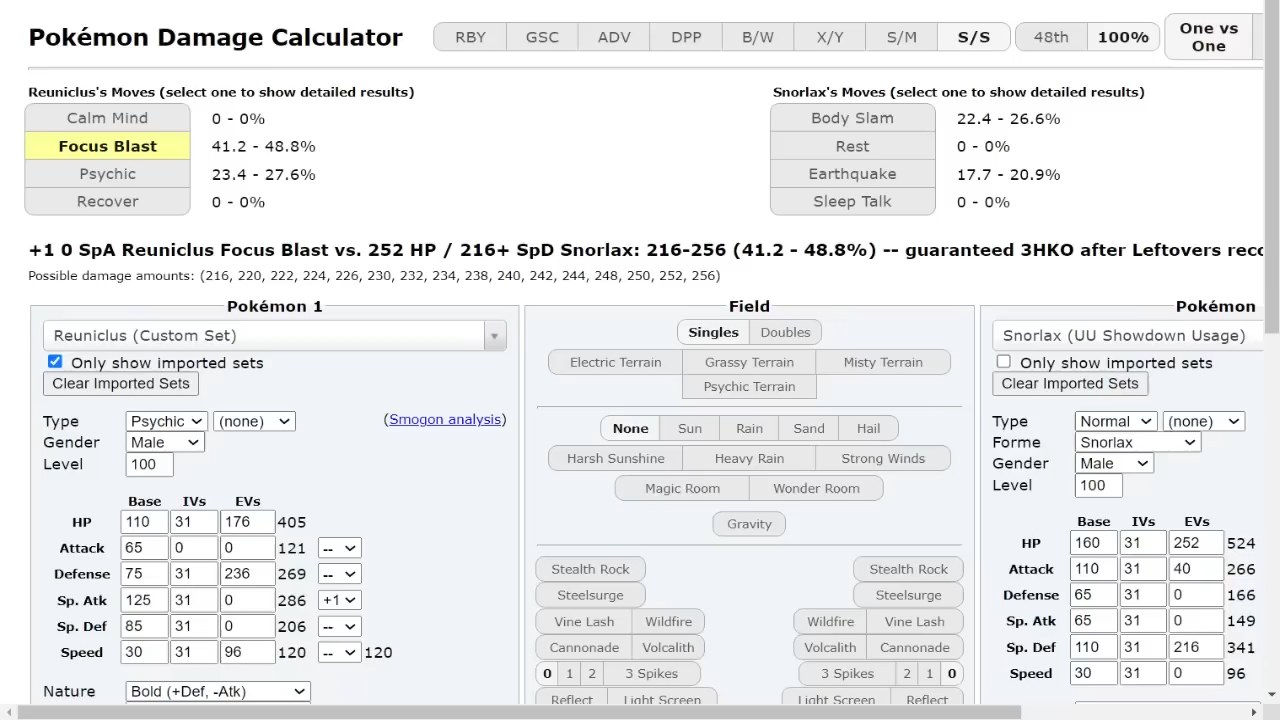 Pokémon Damage Calculator
RBY GSC ADV DPP B/W X/Y S/M S/S 48th 100% One vs One
Reuniclus's Moves (select one to show detailed results) Snorlax's Moves (select one to show detailed results)
Calm Mind 0 - 0% Body Slam 22.4 - 26.6%
Focus Blast 41.2 - 48.8% Rest 0 - 0%
Psychic 23.4 - 27.6% Earthquake 17.7 - 20.9%
Recover 0 - 0% Sleep Talk 0 - 0%
+1 0 SpA Reuniclus Focus Blast vs. 252 HP / 216+ SpD Snorlax: 216-256 (41.2 - 48.8%) -- guaranteed 3HKO after Leftovers reco
Possible damage amounts: (216, 220, 222, 224, 226, 230, 232, 234, 238, 240, 242, 244, 248, 250, 252, 256)
Pokémon 1
Reuniclus (Custom Set)
Only show imported sets
Clear Imported Sets
Type Psychic (none) (Smogon analysis)
Gender Male
Level 100
Base IVs EVs
HP 110 31 176 405
Attack 65 0 0 121 --
Defense 75 31 236 269 --
Sp. Atk 125 31 0 286 +1
Sp. Def 85 31 0 206 --
Speed 30 31 96 120 -- 120
Nature Bold (+Def, -Atk)
Field
Singles Doubles
Electric Terrain Grassy Terrain Misty Terrain
Psychic Terrain
None Sun Rain Sand Hail
Harsh Sunshine Heavy Rain Strong Winds
Magic Room Wonder Room
Gravity
Stealth Rock Stealth Rock
Steelsurge Steelsurge
Vine Lash Wildfire Wildfire Vine Lash
Cannonade Volcalith Volcalith Cannonade
0 1 2 3 Spikes 3 Spikes 2 1 0
Reflect Light Screen Light Screen Reflect
Pokémon
Snorlax (UU Showdown Usage)
Only show imported sets
Clear Imported Sets
Type Normal (none)
Forme Snorlax
Gender Male
Level 100
Base IVs EVs
HP 160 31 252 524
Attack 110 31 40 266
Defense 65 31 0 166
Sp. Atk 65 31 0 149
Sp. Def 110 31 216 341
Speed 30 31 0 96